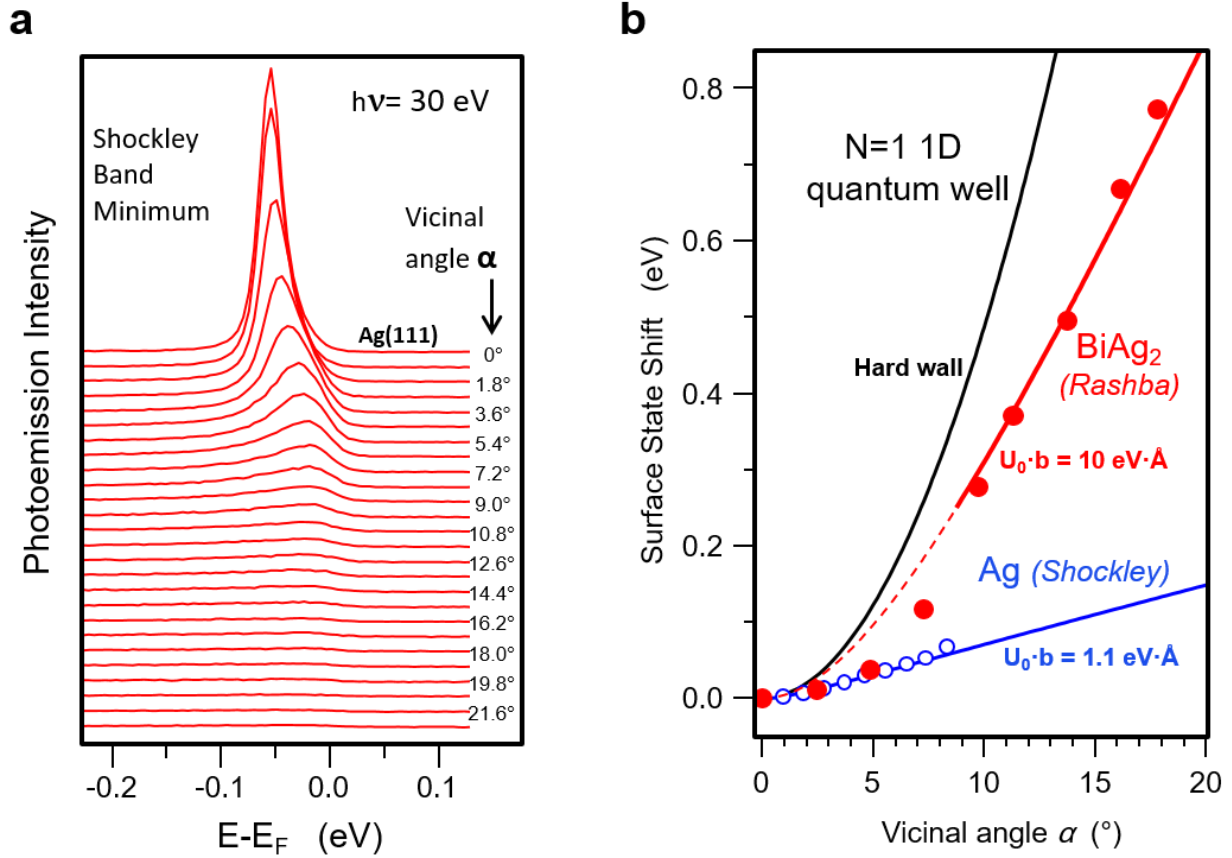 a
Photoemission Intensity
Shockley
Band
Minimum
hν= 30 eV
Vicinal
angle α
Ag(111)
0°
1.8°
3.6°
5.4°
7.2°
9.0°
10.8°
12.6°
14.4°
16.2°
18.0°
19.8°
21.6°
-0.2
-0.1
0.0
0.1
E-E_F (eV)
b
Surface State Shift (eV)
0.8
0.6
0.4
0.2
0.0
N=1 1D
quantum well
Hard wall
BiAg₂
(Rashba)
U₀·b = 10 eV·Å
Ag (Shockley)
U₀·b = 1.1 eV·Å
0
5
10
15
20
Vicinal angle α (°)